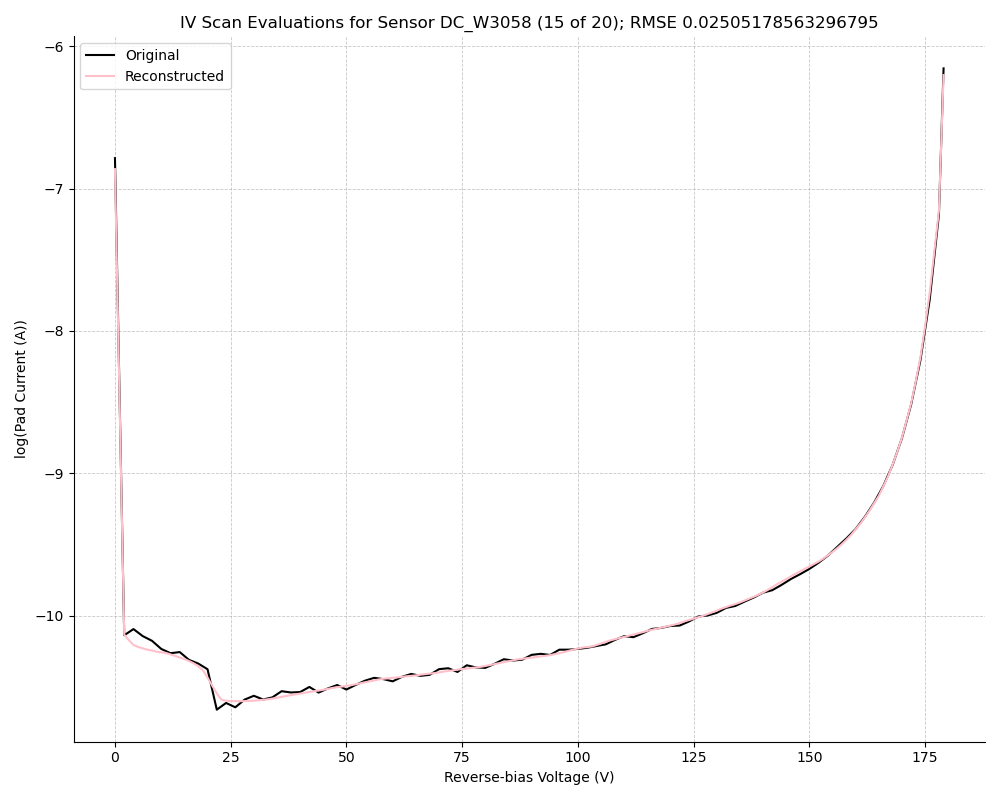 IV Scan Evaluations for Sensor DC_W3058 (15 of 20); RMSE 0.02505178563296795
Original
Reconstructed
−6
−7
−8
−9
−10
log(Pad Current (A))
0
25
50
75
100
125
150
175
Reverse-bias Voltage (V)